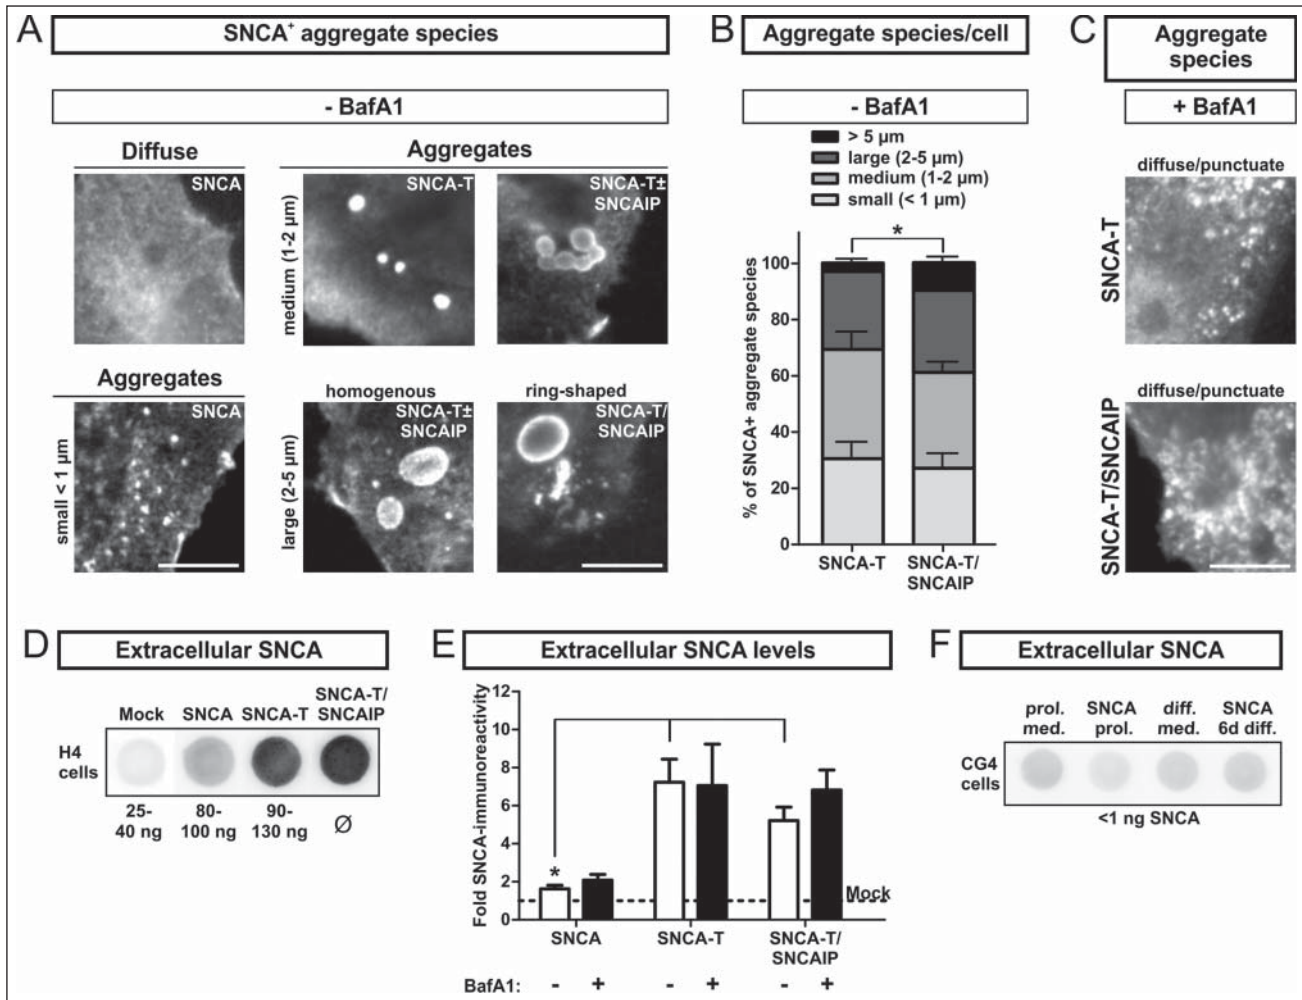 A
SNCA+ aggregate species
- BafA1
Diffuse
Aggregates
SNCA
medium (1-2 µm)
SNCA-T
SNCA-T±
SNCAIP
Aggregates
small < 1 µm
SNCA
large (2-5 µm)
homogenous
SNCA-T±
SNCAIP
ring-shaped
SNCA-T/
SNCAIP
B
Aggregate species/cell
- BafA1
> 5 µm
large (2-5 µm)
medium (1-2 µm)
small (< 1 µm)
*
% of SNCA+ aggregate species
100
80
60
40
20
0
SNCA-T
SNCA-T/
SNCAIP
C
Aggregate
species
+ BafA1
diffuse/punctuate
SNCA-T
diffuse/punctuate
SNCA-T/SNCAIP
D
Extracellular SNCA
Mock SNCA SNCA-T SNCA-T/
SNCAIP
H4
cells
25-
40 ng
80-
100 ng
90-
130 ng
Ø
E
Extracellular SNCA levels
Fold SNCA-immunoreactivity
12
10
8
6
4
2
0
*
Mock
SNCA
SNCA-T
SNCA-T/
SNCAIP
BafA1: - + - + - +
F
Extracellular SNCA
prol.
med.
SNCA
prol.
diff.
med.
SNCA
6d diff.
CG4
cells
<1 ng SNCA